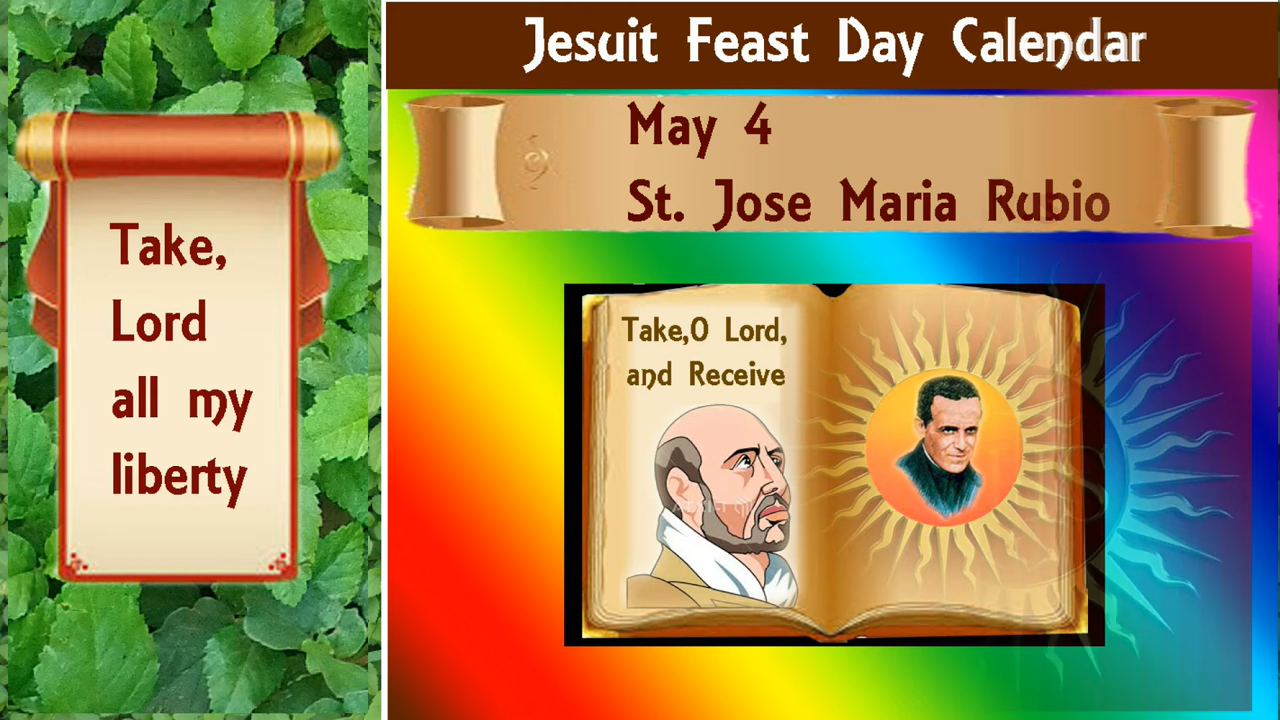 Jesuit Feast Day Calendar
May 4
St. Jose Maria Rubio
Take,
Lord
all my
liberty
Take,O Lord,
and Receive